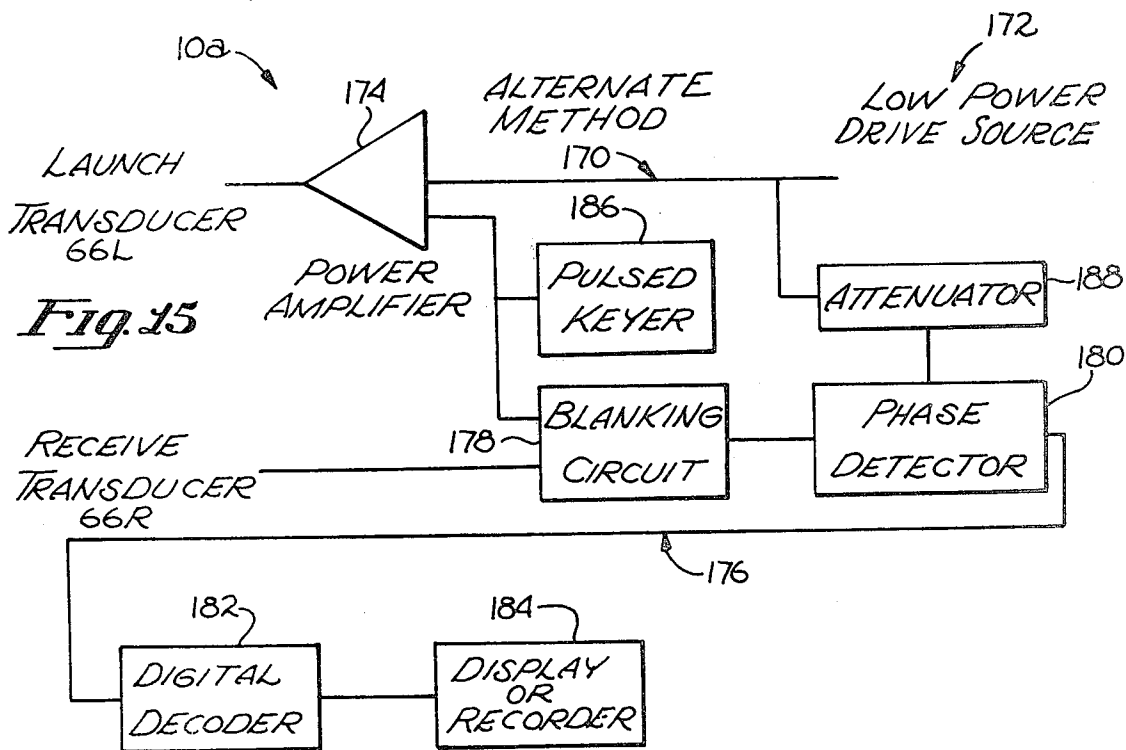 10a
172
174
ALTERNATE
METHOD
LOW POWER
DRIVE SOURCE
LAUNCH
TRANSDUCER
66L
170
186
POWER
AMPLIFIER
PULSED
KEYER
ATTENUATOR
188
Fig. 15
180
RECEIVE
TRANSDUCER
66R
178
BLANKING
CIRCUIT
PHASE
DETECTOR
176
182
184
DIGITAL
DECODER
DISPLAY
OR
RECORDER